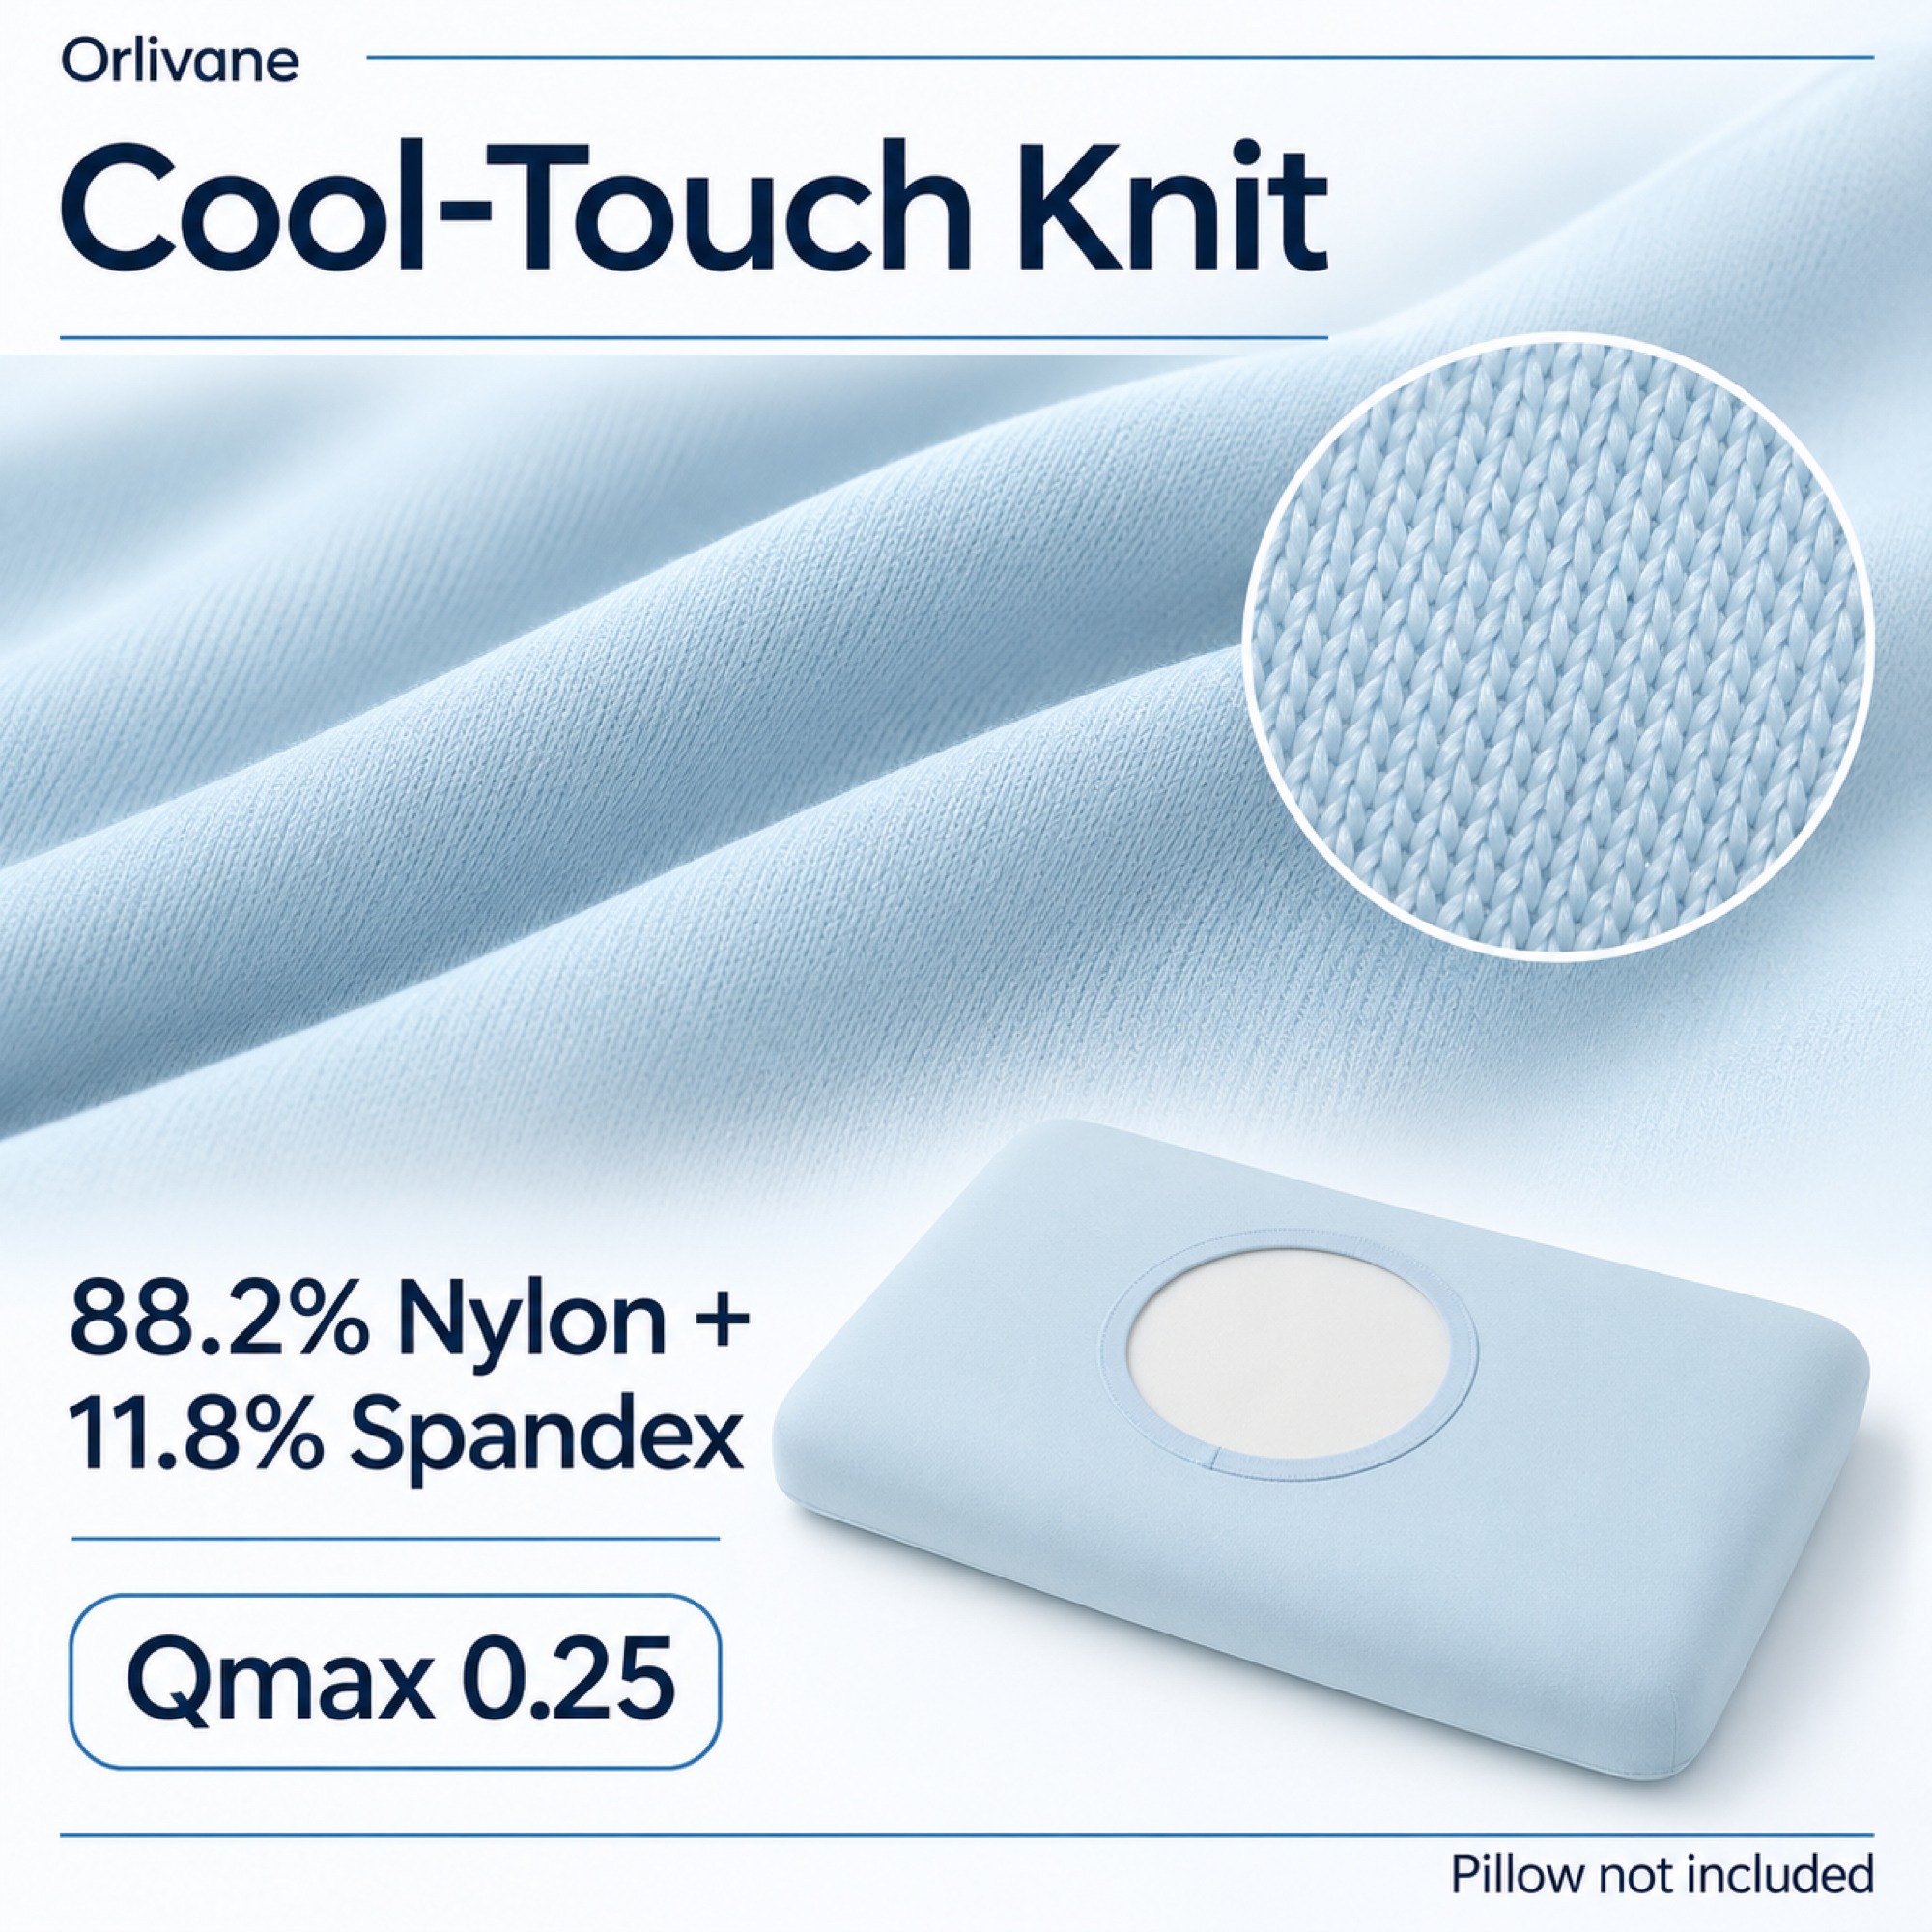 Orlivane
Cool-Touch Knit
88.2% Nylon +
11.8% Spandex
Qmax 0.25
Pillow not included